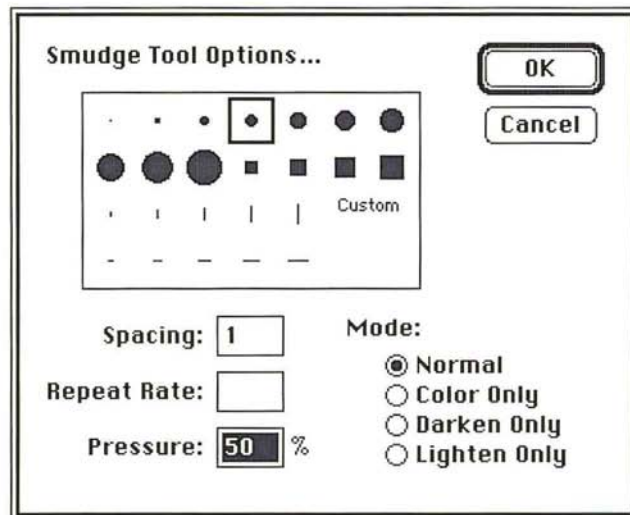 Smudge Tool Options...
OK
Cancel
Custom
Spacing: 1
Repeat Rate:
Pressure: 50 %
Mode:
Normal
Color Only
Darken Only
Lighten Only